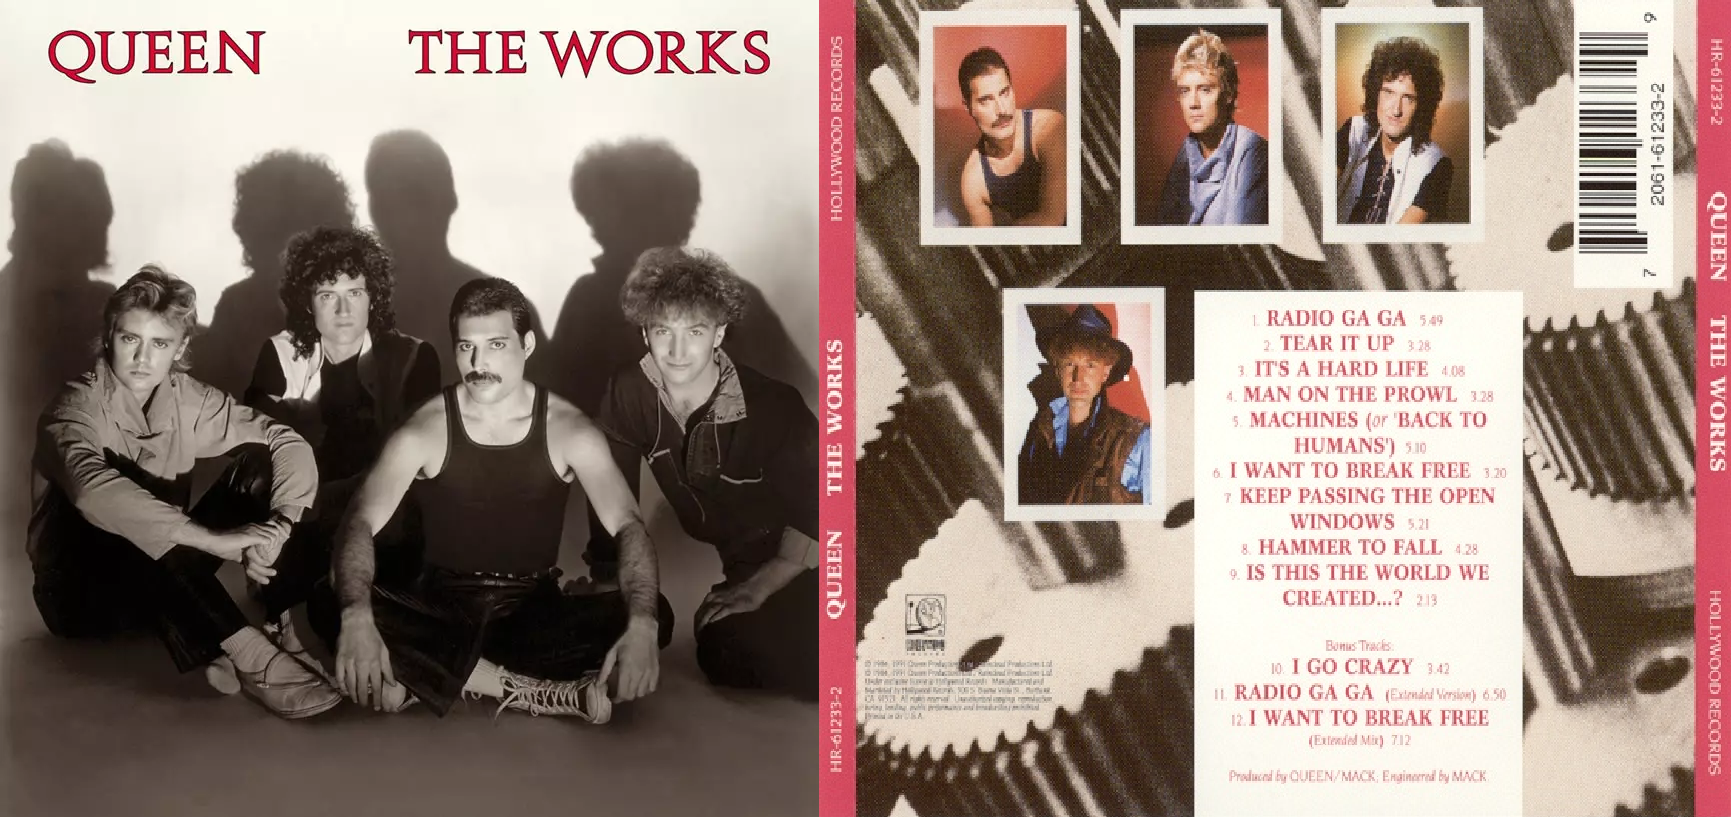 QUEEN THE WORKS
HOLLYWOOD RECORDS
QUEEN THE WORKS
HR-61233-2
7 2061-61233-2 9
1. RADIO GA GA 5.49
2. TEAR IT UP 3.28
3. IT'S A HARD LIFE 4.08
4. MAN ON THE PROWL 3.28
5. MACHINES (or 'BACK TO
HUMANS') 5.10
6. I WANT TO BREAK FREE 3.20
7 KEEP PASSING THE OPEN
WINDOWS 5.21
8. HAMMER TO FALL 4.28
9. IS THIS THE WORLD WE
CREATED...? 2.13
Bonus Tracks:
10. I GO CRAZY 3.42
11. RADIO GA GA (Extended Version) 6.50
12. I WANT TO BREAK FREE
(Extended Mix) 7.12
Produced by QUEEN/MACK, Engineered by MACK.
HR-61233-2
QUEEN THE WORKS
HOLLYWOOD RECORDS